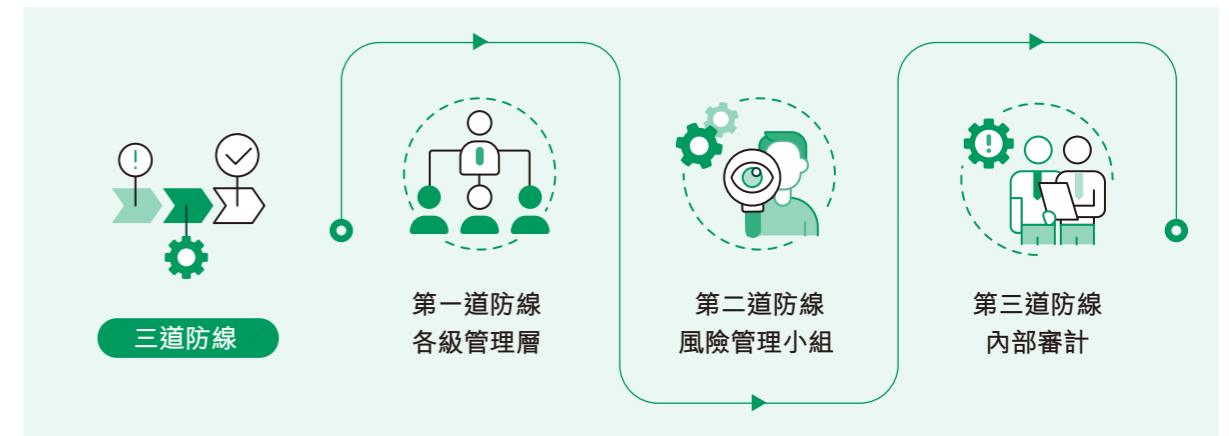 三道防線
第一道防線
各級管理層
第二道防線
風險管理小組
第三道防線
內部審計